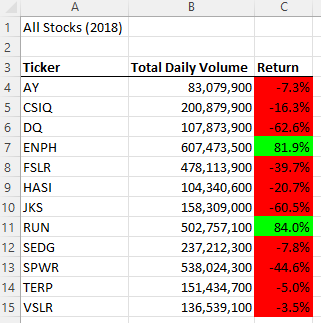 A B C
1 All Stocks (2018)
2
3 Ticker Total Daily Volume Return
4 AY 83,079,900 -7.3%
5 CSIQ 200,879,900 -16.3%
6 DQ 107,873,900 -62.6%
7 ENPH 607,473,500 81.9%
8 FSLR 478,113,900 -39.7%
9 HASI 104,340,600 -20.7%
10 JKS 158,309,000 -60.5%
11 RUN 502,757,100 84.0%
12 SEDG 237,212,300 -7.8%
13 SPWR 538,024,300 -44.6%
14 TERP 151,434,700 -5.0%
15 VSLR 136,539,100 -3.5%